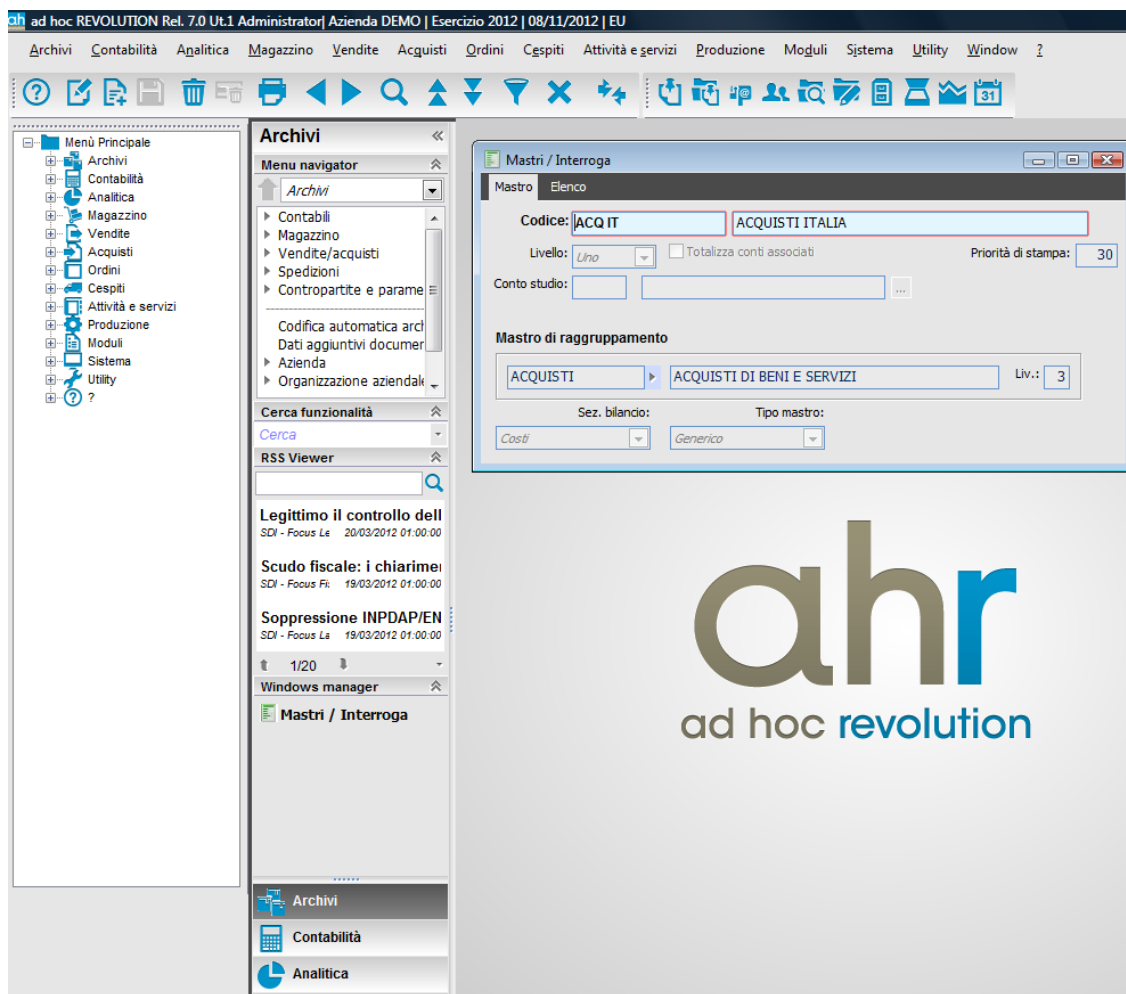 ah ad hoc REVOLUTION Rel. 7.0 Ut.1 Administrator| Azienda DEMO | Esercizio 2012 | 08/11/2012 | EU
Archivi Contabilità Analitica Magazzino Vendite Acquisti Ordini Cespiti Attività e servizi Produzione Moduli Sistema Utility Window ?
31
Menù Principale
Archivi
Contabilità
Analitica
Magazzino
Vendite
Acquisti
Ordini
Cespiti
Attività e servizi
Produzione
Moduli
Sistema
Utility
?
Archivi
Menu navigator
Archivi
Contabili
Magazzino
Vendite/acquisti
Spedizioni
Contropartite e parame
Codifica automatica arch
Dati aggiuntivi documer
Azienda
Organizzazione aziendale
Cerca funzionalità
Cerca
RSS Viewer
Legittimo il controllo dell
SDI - Focus Le 20/03/2012 01:00:00
Scudo fiscale: i chiarimer
SDI - Focus Fi: 19/03/2012 01:00:00
Soppressione INPDAP/EN
SDI - Focus La 19/03/2012 01:00:00
1/20
Windows manager
Mastri / Interroga
Archivi
Contabilità
Analitica
Mastri / Interroga
Mastro Elenco
Codice: ACQ IT ACQUISTI ITALIA
Livello: Uno Totalizza conti associati Priorità di stampa: 30
Conto studio: ...
Mastro di raggruppamento
ACQUISTI ACQUISTI DI BENI E SERVIZI Liv.: 3
Sez. bilancio: Tipo mastro:
Costi Generico
ahr
ad hoc revolution